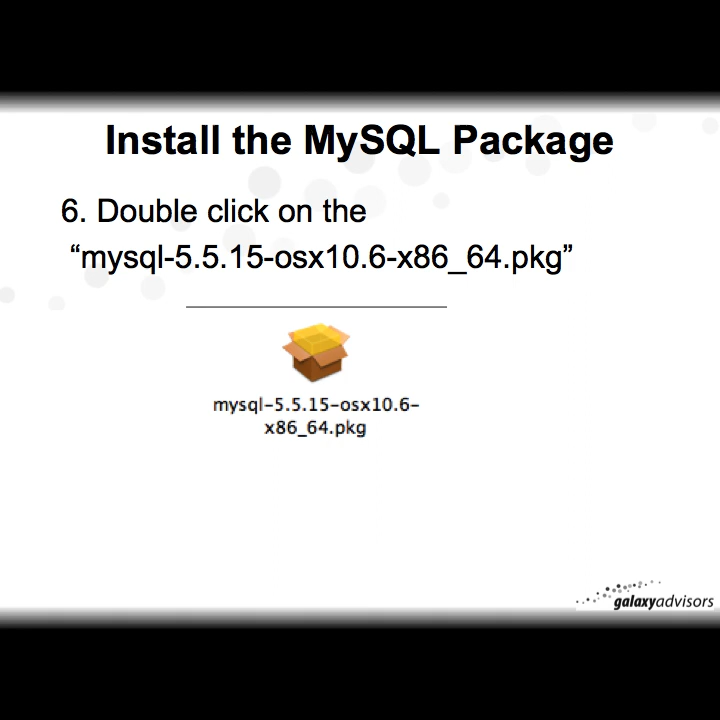 Install the MySQL Package
6. Double click on the
“mysql-5.5.15-osx10.6-x86_64.pkg”
mysql-5.5.15-osx10.6-
x86_64.pkg
galaxyadvisors